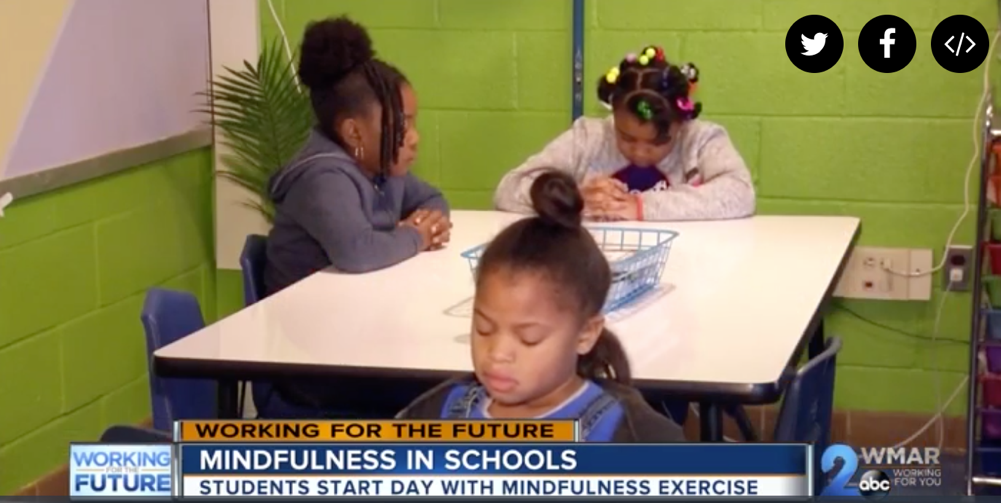 WORKING FOR THE FUTURE
MINDFULNESS IN SCHOOLS
STUDENTS START DAY WITH MINDFULNESS EXERCISE
WORKING
FOR THE
FUTURE
2 WMAR
abc WORKING
FOR YOU